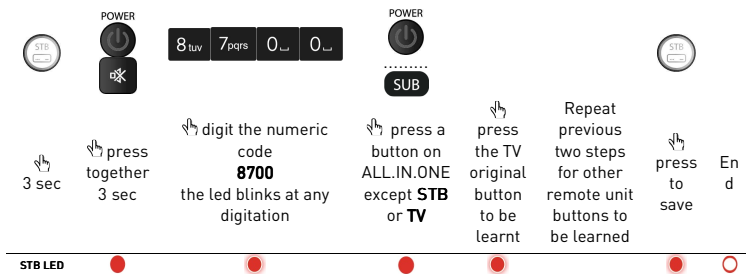 POWER
POWER
STB
8 tuv 7pqrs 0 0
STB
SUB
3 sec
press
together
3 sec
digit the numeric
code
8700
the led blinks at any
digitation
press a
button on
ALL.IN.ONE
except STB
or TV
press
the TV
original
button
to be
learnt
Repeat
previous
two steps
for other
remote unit
buttons to
be learned
press
to
save
En
d
STB LED